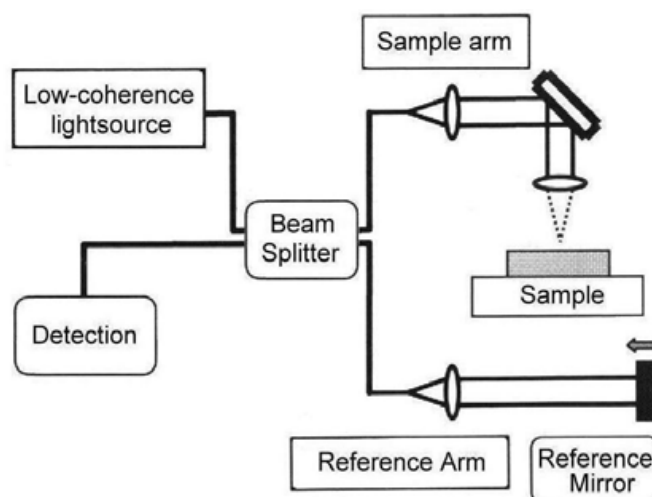 Sample arm
Low-coherence
lightsource
Beam
Splitter
Detection
Sample
Reference Arm
Reference
Mirror